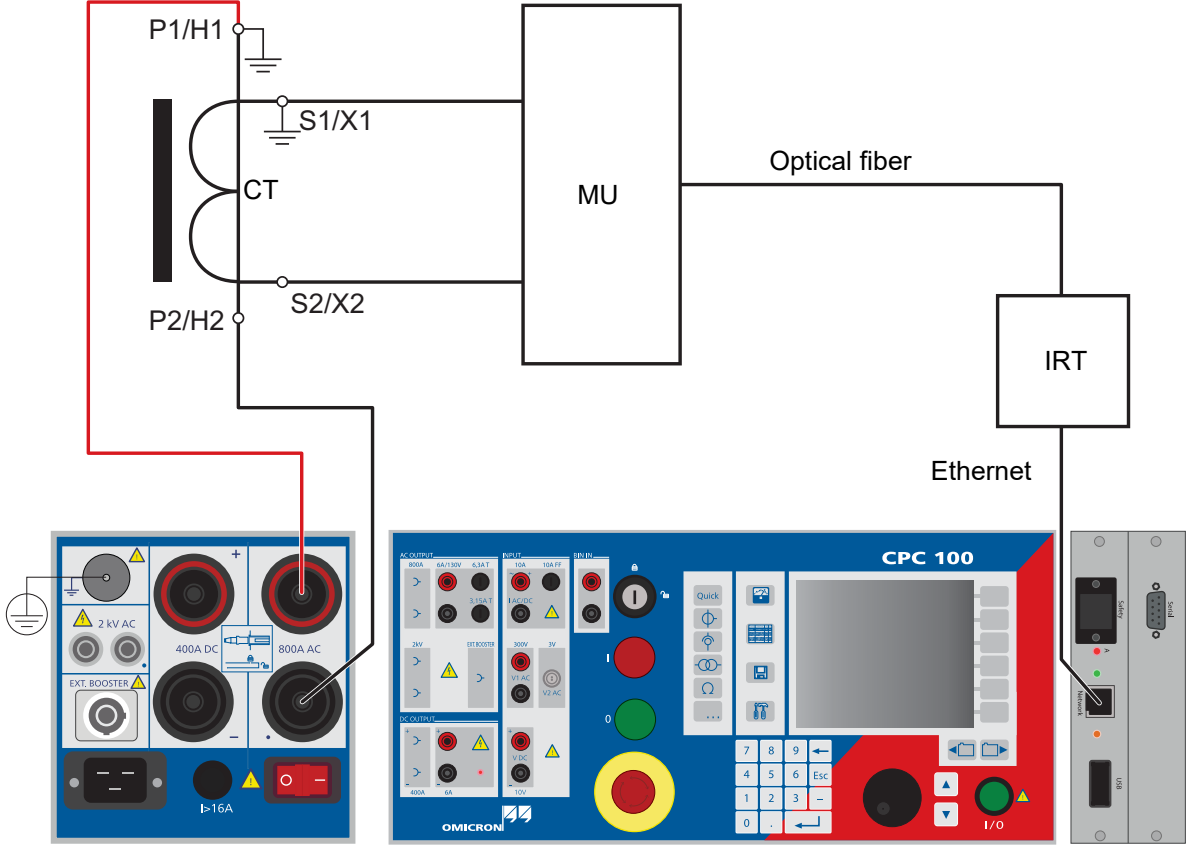 P1/H1
S1/X1
CT
S2/X2
P2/H2
MU
Optical fiber
IRT
Ethernet
2 kV AC
EXT. BOOSTER
400A DC
800A AC
+
−
I>16A
AC OUTPUT
800A
6A/130V
6,3A T
3,15A T
2kV
EXT.BOOSTER
DC OUTPUT
400A
6A
INPUT
10A
10A FF
I AC/DC
300V
3V
V1 AC
V2 AC
V DC
10V
BIN IN
OMICRON
I
0
CPC 100
Quick
Ω
...
7 8 9
4 5 6 Esc
1 2 3 −
0 .
I/O
Safety
Serial
A
Network
USB